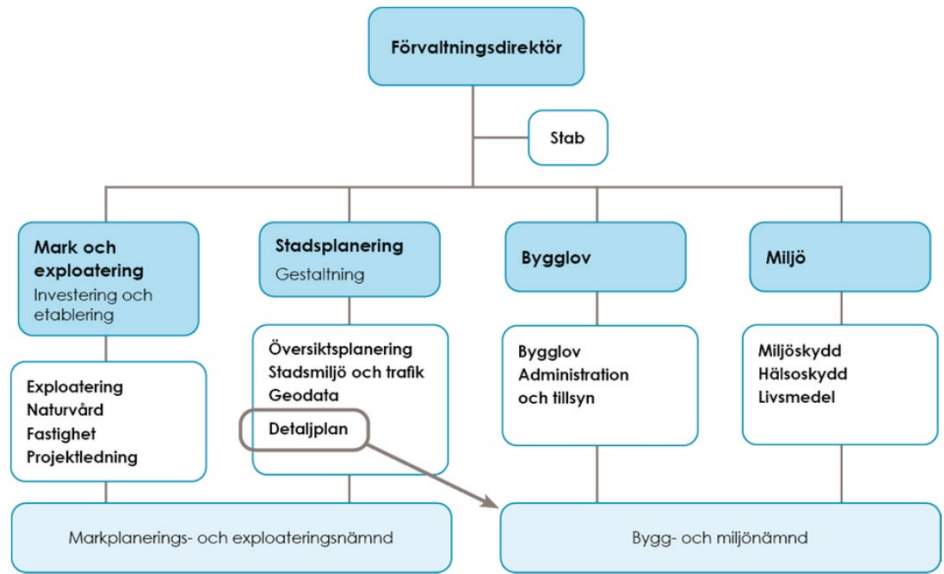 Förvaltningsdirektör
Stab
Mark och
exploatering
Investering och
etablering
Stadsplanering
Gestaltning
Bygglov
Miljö
Exploatering
Naturvård
Fastighet
Projektledning
Översiktsplanering
Stadsmiljö och trafik
Geodata
Detaljplan
Bygglov
Administration
och tillsyn
Miljöskydd
Hälsoskydd
Livsmedel
Markplanerings- och exploateringsnämnd
Bygg- och miljönämnd